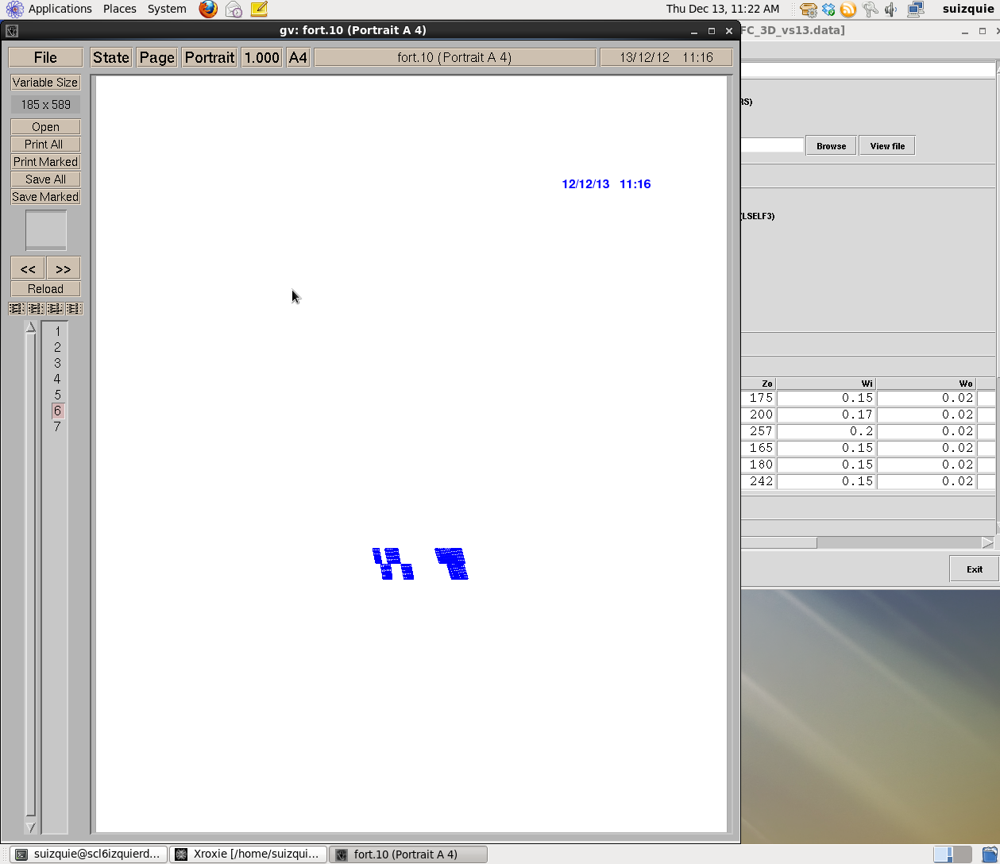 Applications Places System Thu Dec 13, 11:22 AM suizquie
gv: fort.10 (Portrait A 4)
FC_3D_vs13.data]
File State Page Portrait 1.000 A4 fort.10 (Portrait A 4) 13/12/12 11:16
Variable Size
185 x 589
Open
Print All
Print Marked
Save All
Save Marked
<< >>
Reload
1
2
3
4
5
6
7
12/12/13 11:16
RS)
Browse View file
(LSELF3)
Zo Wi Wo
175 0.15 0.02
200 0.17 0.02
257 0.2 0.02
165 0.15 0.02
180 0.15 0.02
242 0.15 0.02
Exit
suizquie@scl6izquierd... Xroxie [/home/suizqui... fort.10 (Portrait A 4)